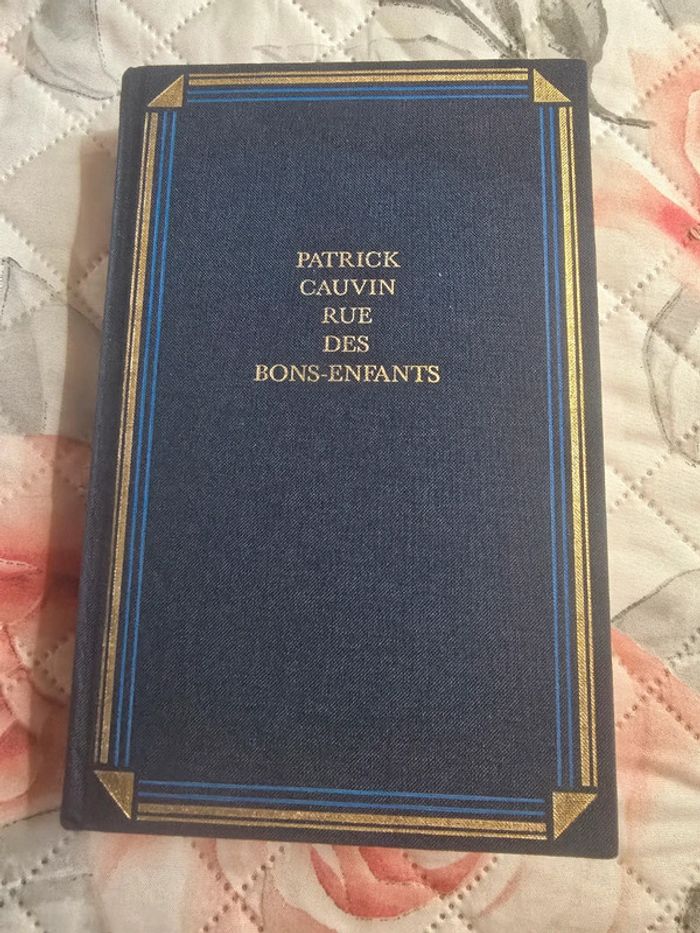 PATRICK
CAUVIN
RUE
DES
BONS-ENFANTS